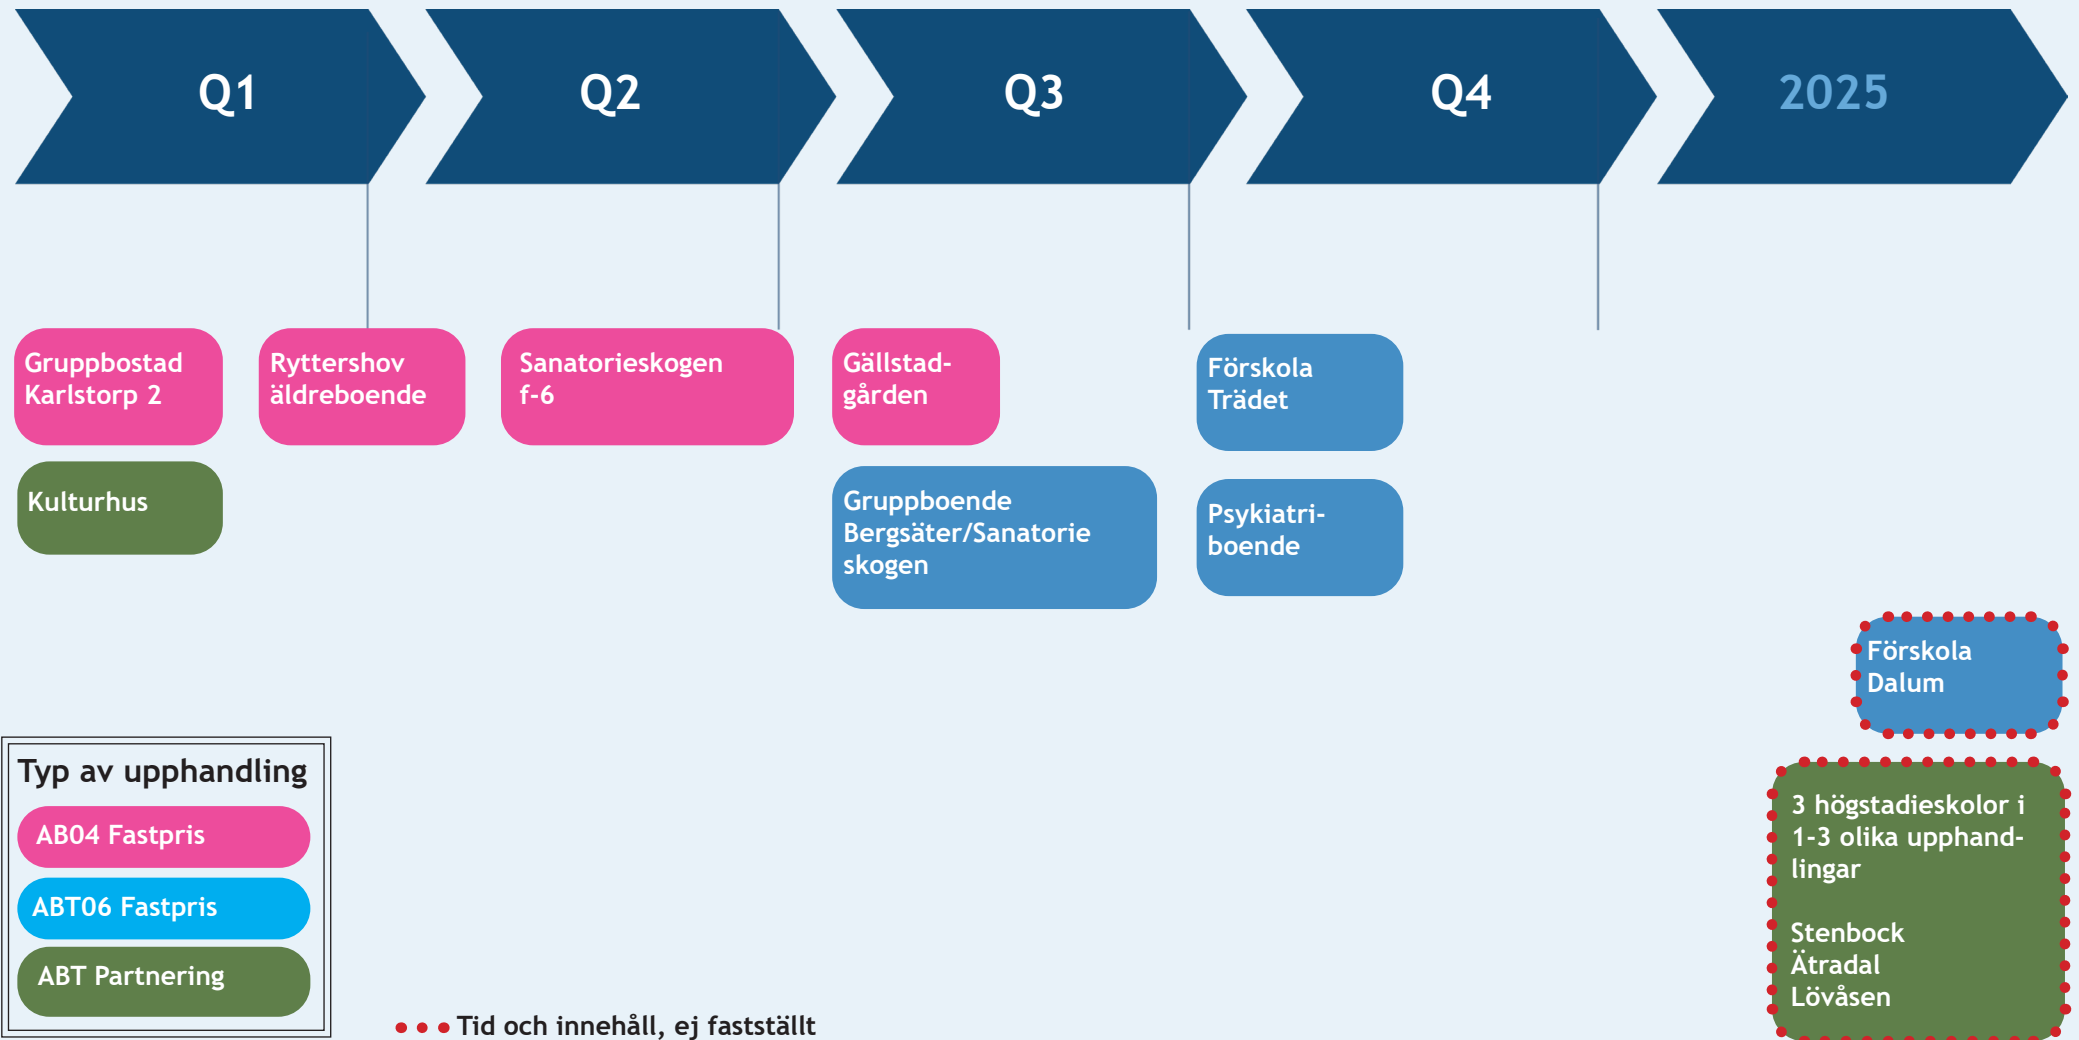 Q1
Q2
Q3
Q4
2025
Gruppbostad
Karlstorp 2
Ryttershov
äldreboende
Sanatorieskogen
f-6
Gällstad-
gården
Förskola
Trädet
Kulturhus
Gruppboende
Bergsäter/Sanatorie
skogen
Psykiatri-
boende
Förskola
Dalum
3 högstadieskolor i
1-3 olika upphand-
lingar
Stenbock
Ätradal
Lövåsen
Typ av upphandling
AB04 Fastpris
ABT06 Fastpris
ABT Partnering
Tid och innehåll, ej fastställt